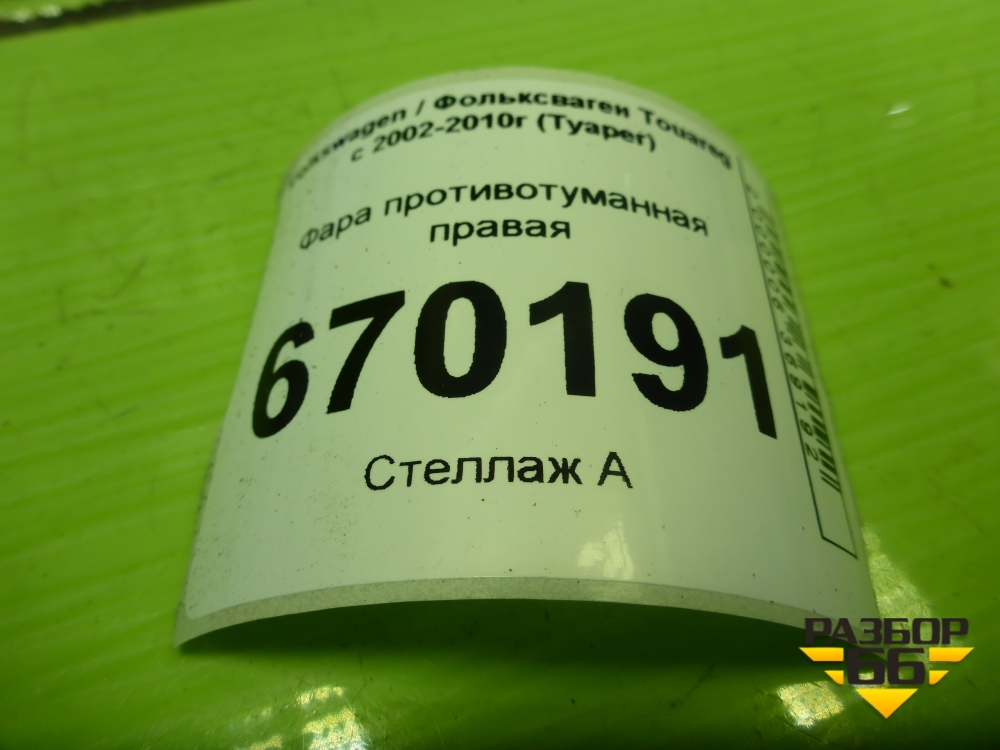 / Фольксваген Touareg
с 2002-2010г (Туарег)
Фара противотуманная
правая
670191
Стеллаж А
РАЗБОР
66